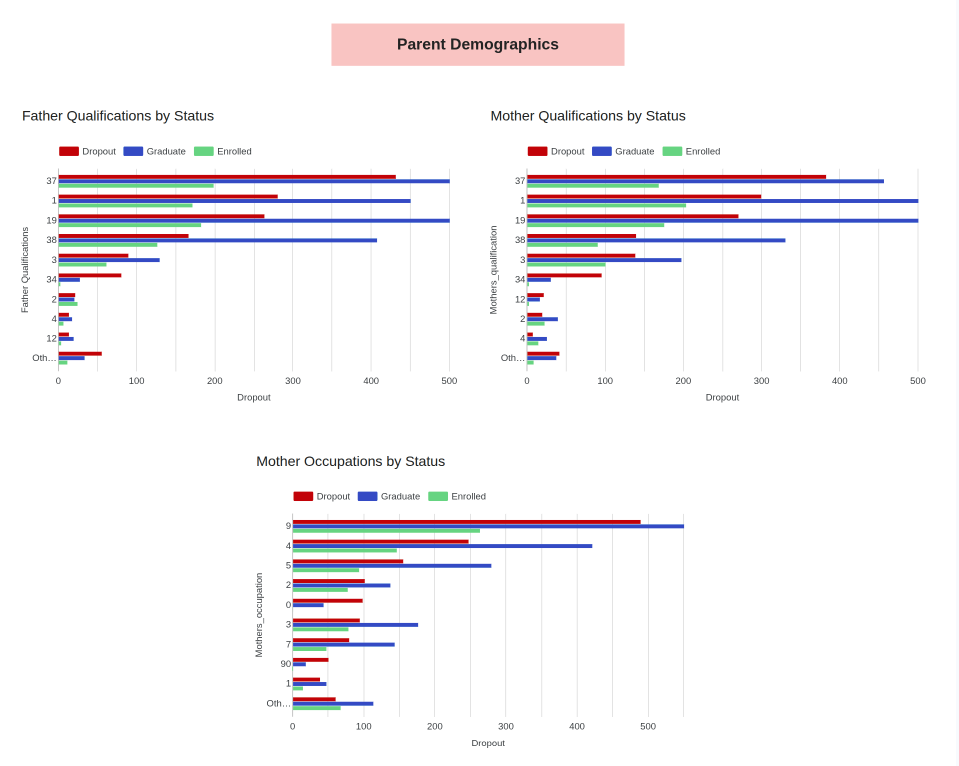 Parent Demographics
Father Qualifications by Status
Dropout Graduate Enrolled
Father Qualifications
37
1
19
38
3
34
2
4
12
Oth…
0 100 200 300 400 500
Dropout
Mother Qualifications by Status
Dropout Graduate Enrolled
Mothers_qualification
37
1
19
38
3
34
12
2
4
Oth…
0 100 200 300 400 500
Dropout
Mother Occupations by Status
Dropout Graduate Enrolled
Mothers_occupation
9
4
5
2
0
3
7
90
1
Oth…
0 100 200 300 400 500
Dropout